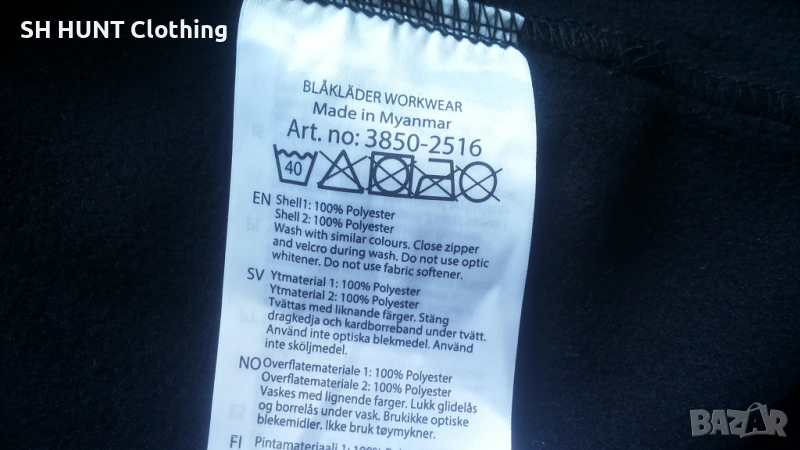 SH HUNT Clothing
BLÅKLÄDER WORKWEAR
Made in Myanmar
Art. no: 3850-2516
40
EN Shell1: 100% Polyester
Shell 2: 100% Polyester
Wash with similar colours. Close zipper
and velcro during wash. Do not use optic
whitener. Do not use fabric softener.
SV Ytmaterial 1: 100% Polyester
Ytmaterial 2: 100% Polyester
Tvättas med liknande färger. Stäng
dragkedja och kardborreband under tvätt.
Använd inte optiska blekmedel. Använd
inte sköljmedel.
NO Overflatemateriale 1: 100% Polyester
Overflatemateriale 2: 100% Polyester
Vaskes med lignende farger. Lukk glidelås
og borrelås under vask. Brukikke optiske
blekemidler. Ikke bruk tøymykner.
FI Pintamateriaali 1: 100%
BAZAR